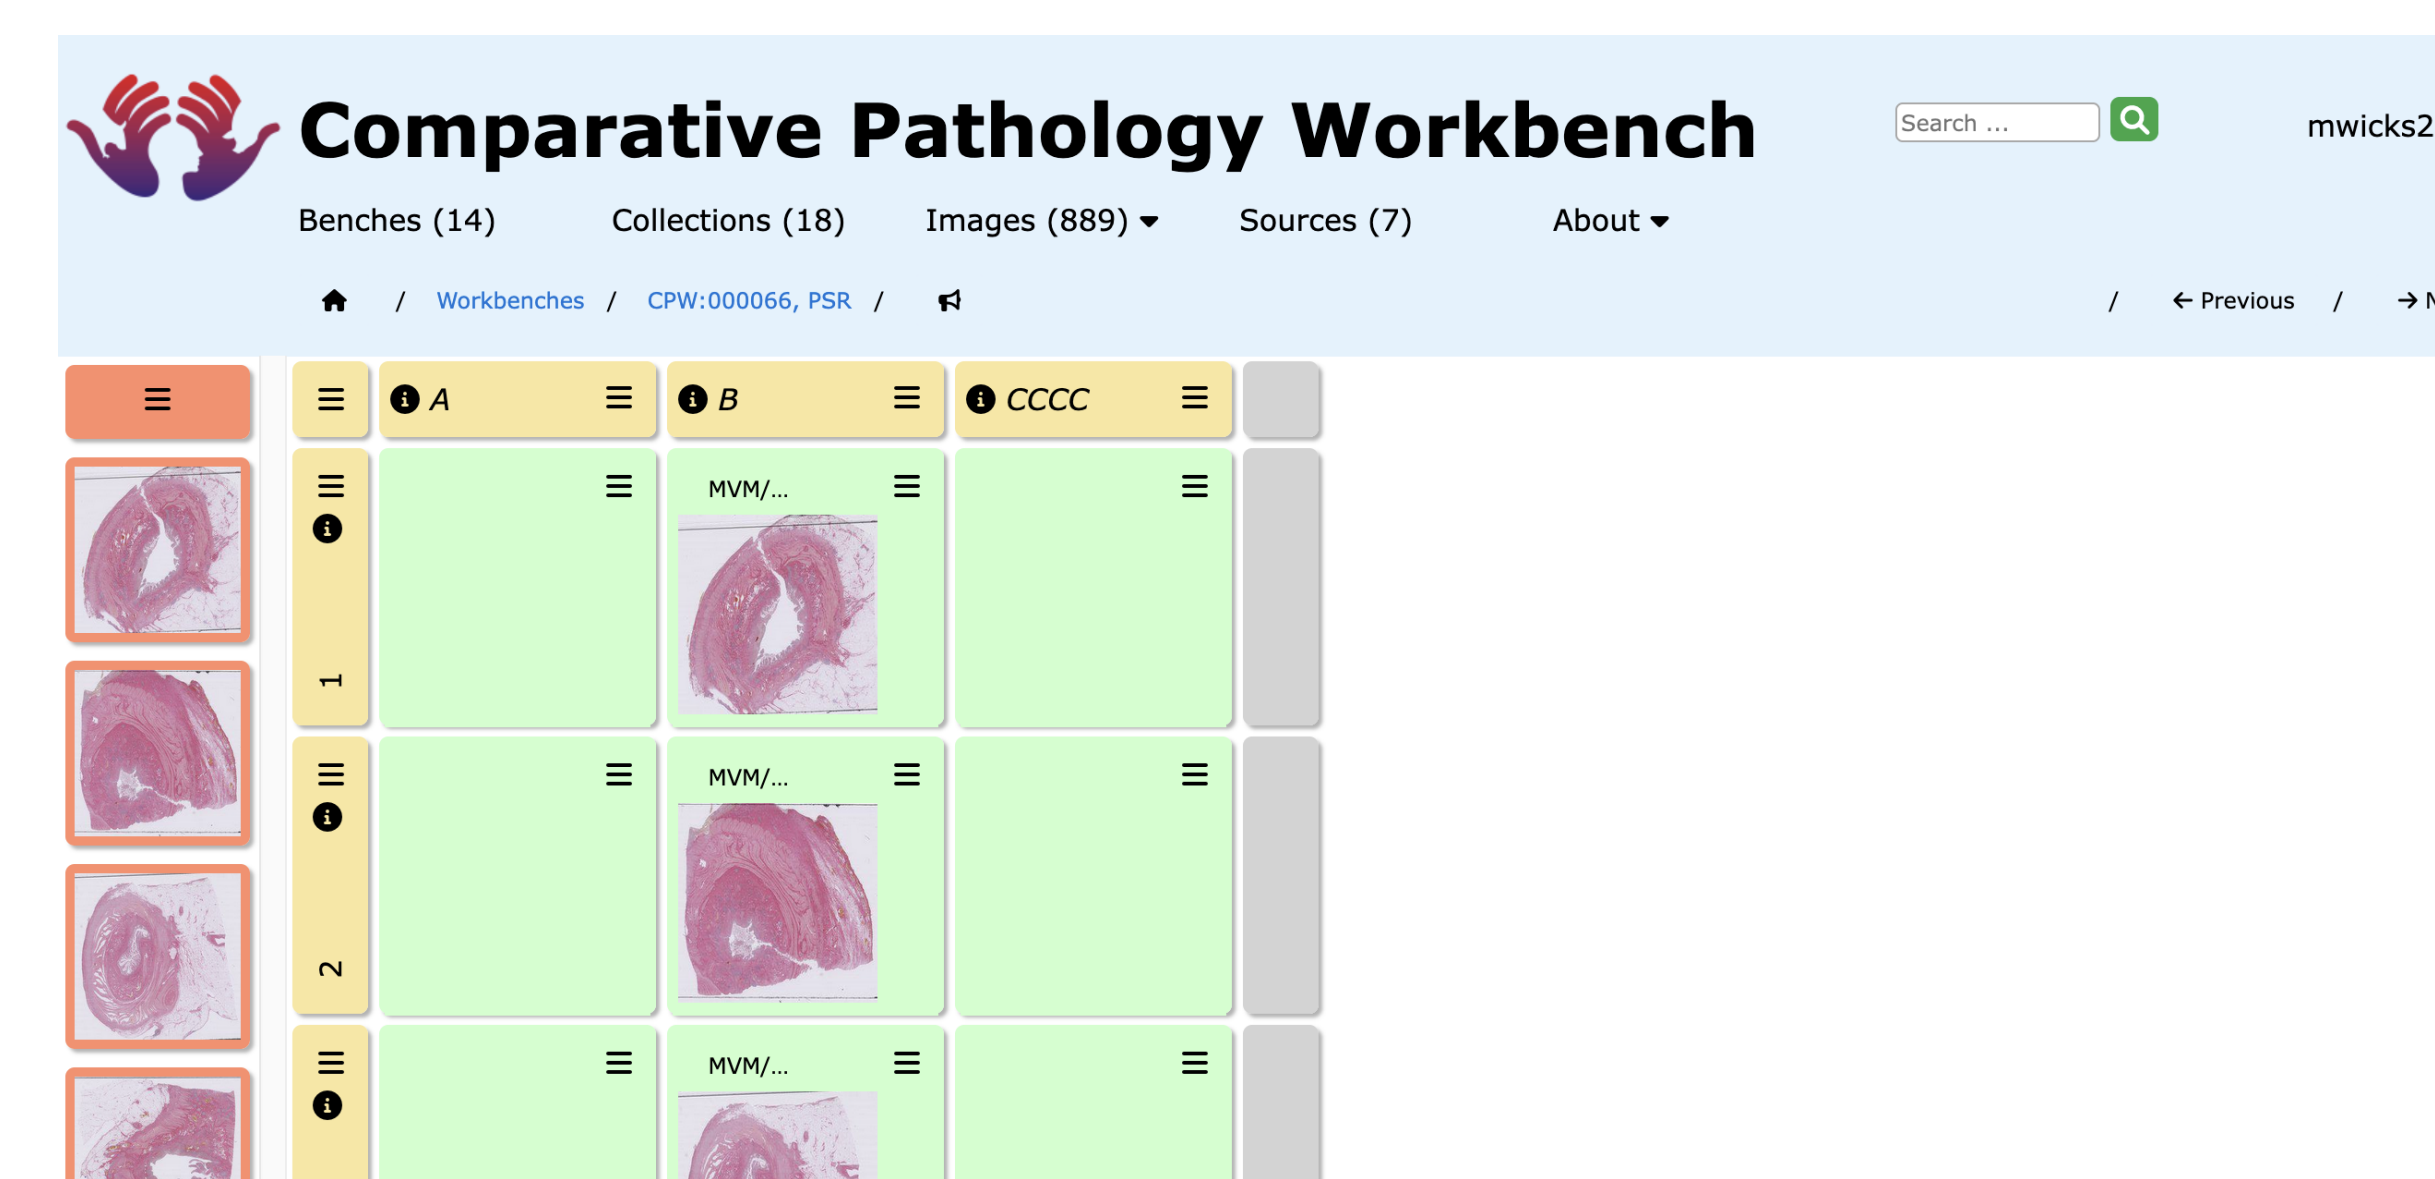 Comparative Pathology Workbench
Search ...
mwicks2
Benches (14) Collections (18) Images (889) Sources (7) About
/ Workbenches / CPW:000066, PSR / / ← Previous / →
A B CCCC
MVM/...
1
MVM/...
2
MVM/...